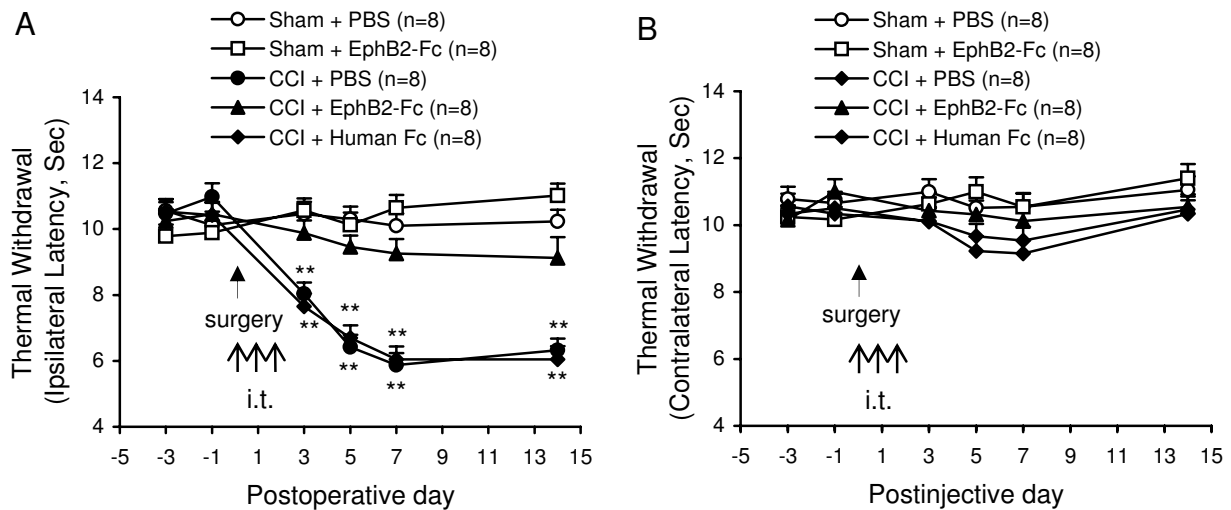 A
Sham + PBS (n=8)
Sham + EphB2-Fc (n=8)
CCI + PBS (n=8)
CCI + EphB2-Fc (n=8)
CCI + Human Fc (n=8)
Thermal Withdrawal
(Ipsilateral Latency, Sec)
14
12
10
8
6
4
**
**
**
**
**
**
**
**
surgery
i.t.
-5 -3 -1 1 3 5 7 9 11 13 15
Postoperative day
B
Sham + PBS (n=8)
Sham + EphB2-Fc (n=8)
CCI + PBS (n=8)
CCI + EphB2-Fc (n=8)
CCI + Human Fc (n=8)
Thermal Withdrawal
(Contralateral Latency, Sec)
14
12
10
8
6
4
surgery
i.t.
-5 -3 -1 1 3 5 7 9 11 13 15
Postinjective day